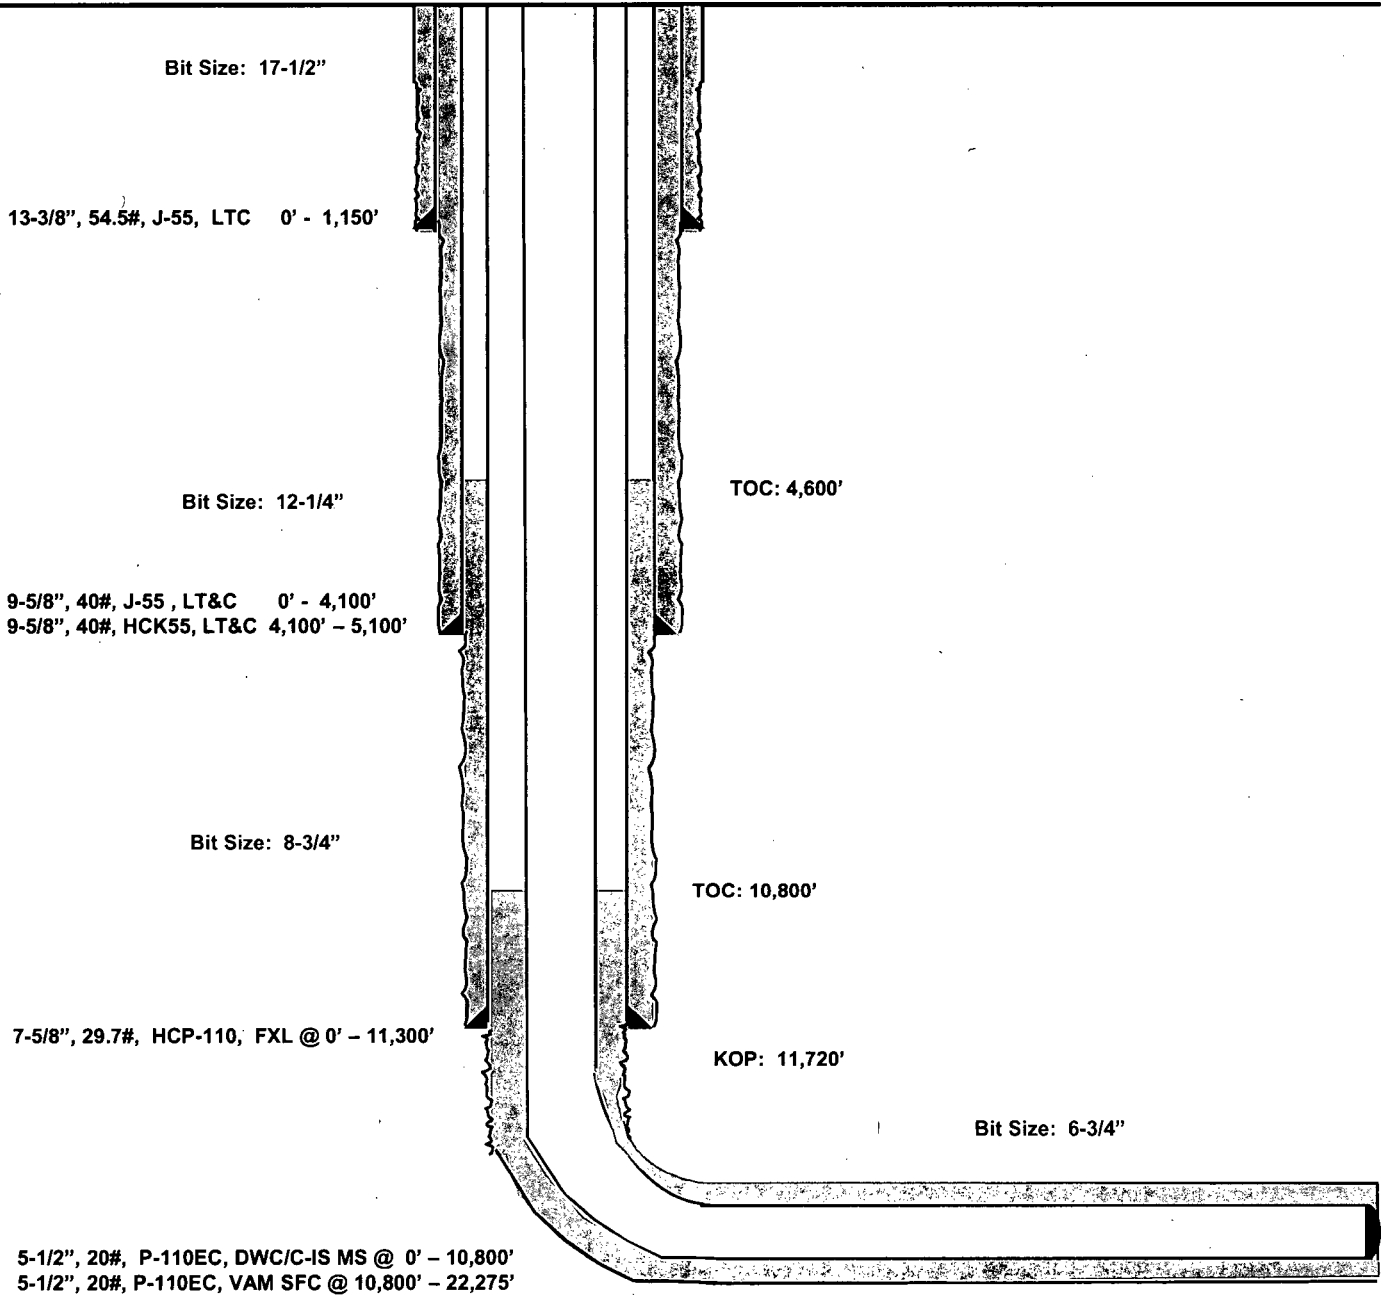 Bit Size: 17-1/2”
13-3/8”, 54.5#, J-55, LTC 0’ - 1,150’
TOC: 4,600’
Bit Size: 12-1/4”
9-5/8”, 40#, J-55 , LT&C 0’ - 4,100’
9-5/8”, 40#, HCK55, LT&C 4,100’ – 5,100’
Bit Size: 8-3/4”
TOC: 10,800’
7-5/8”, 29.7#, HCP-110, FXL @ 0’ – 11,300’
KOP: 11,720’
Bit Size: 6-3/4”
5-1/2”, 20#, P-110EC, DWC/C-IS MS @ 0’ – 10,800’
5-1/2”, 20#, P-110EC, VAM SFC @ 10,800’ – 22,275’